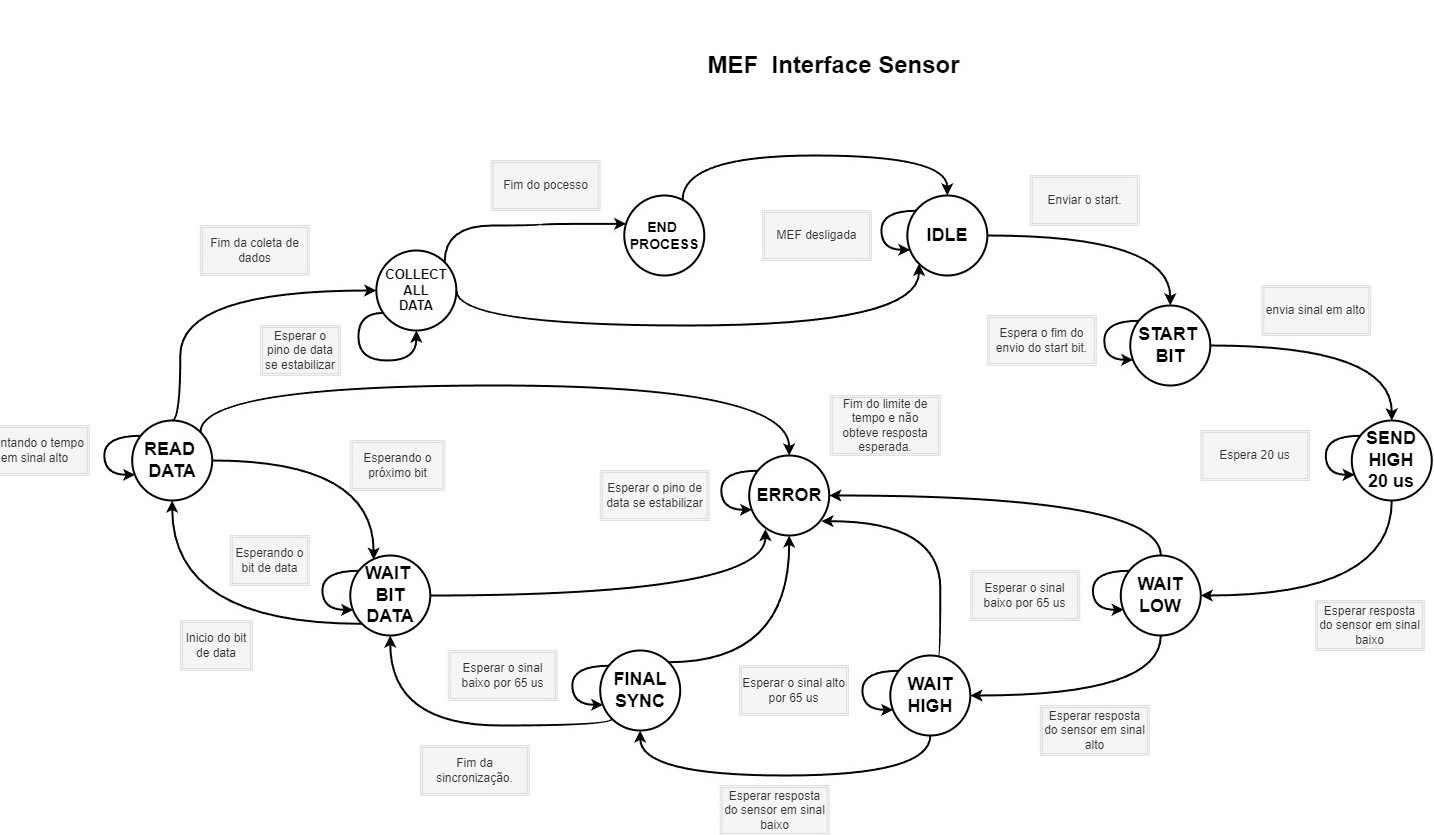 MEF Interface Sensor
Fim do pocesso
Enviar o start.
END
PROCESS
MEF desligada
IDLE
Fim da coleta de
dados
COLLECT
ALL
DATA
envia sinal em alto
Esperar o
pino de data
se estabilizar
Espera o fim do
envio do start bit.
START
BIT
Fim do limite de
tempo e não
obteve resposta
esperada.
ntando o tempo
em sinal alto
READ
DATA
Esperando o
próximo bit
Espera 20 us
SEND
HIGH
20 us
Esperar o pino de
data se estabilizar
ERROR
Esperando o
bit de data
WAIT
BIT
DATA
Esperar o sinal
baixo por 65 us
WAIT
LOW
Esperar resposta
do sensor em sinal
baixo
Inicio do bit
de data
Esperar o sinal
baixo por 65 us
FINAL
SYNC
Esperar o sinal alto
por 65 us
WAIT
HIGH
Esperar resposta
do sensor em sinal
alto
Fim da
sincronização.
Esperar resposta
do sensor em sinal
baixo